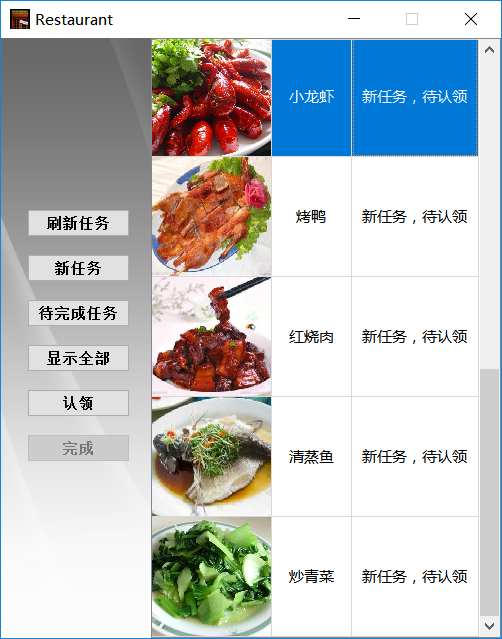 Restaurant
刷新任务
新任务
待完成任务
显示全部
认领
完成
小龙虾 新任务，待认领
烤鸭 新任务，待认领
红烧肉 新任务，待认领
清蒸鱼 新任务，待认领
炒青菜 新任务，待认领